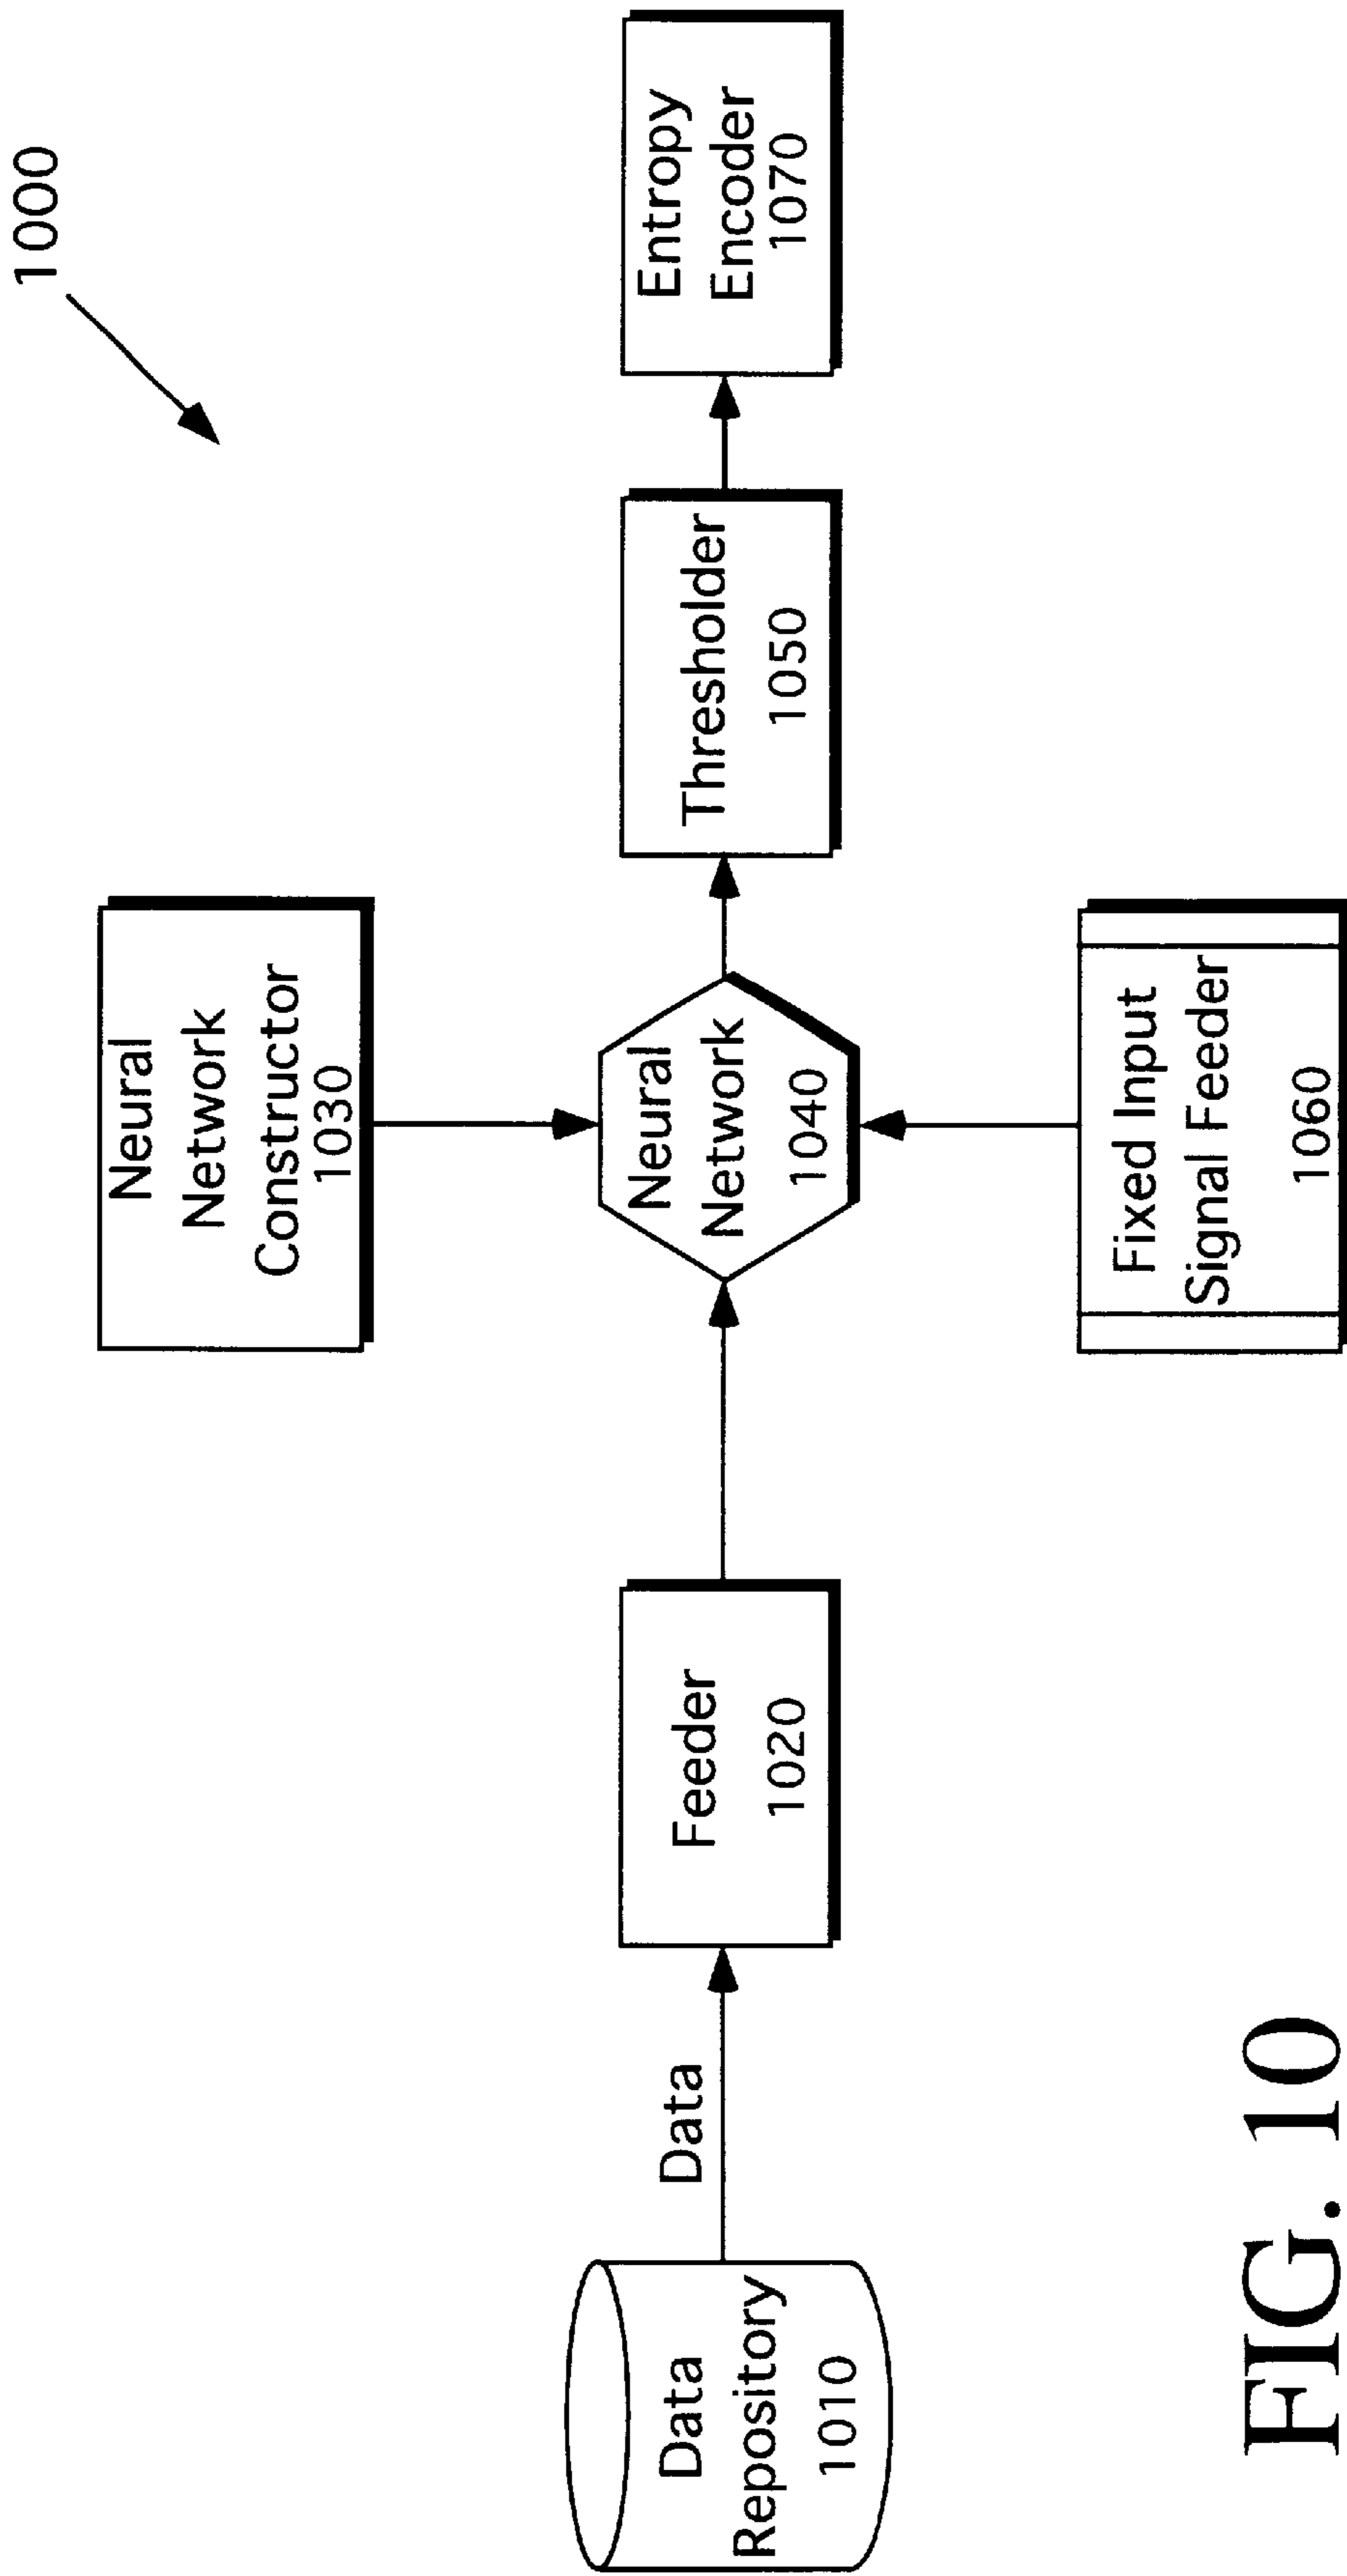 1000
Neural
Network
Constructor
1030
Data
Repository
1010
Data
Feeder
1020
Neural
Network
1040
Thresholder
1050
Entropy
Encoder
1070
Fixed Input
Signal Feeder
1060
FIG. 10